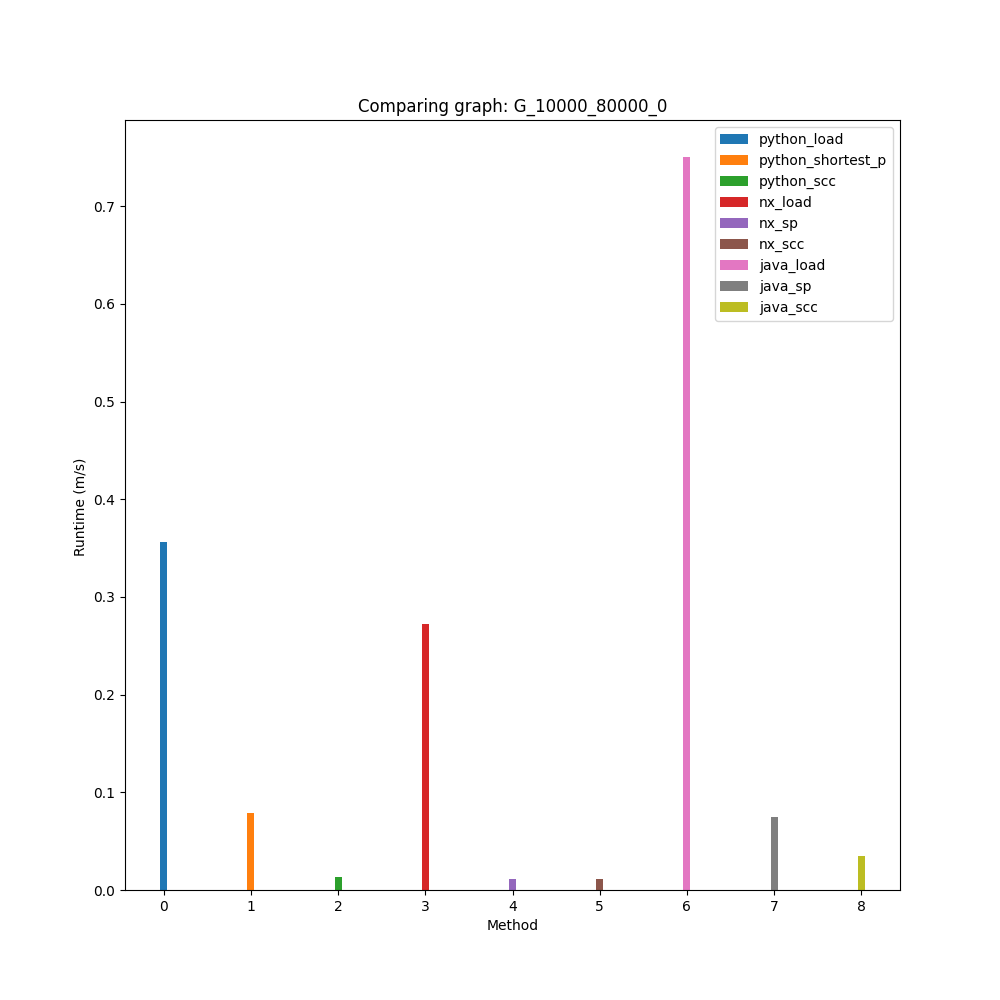 Comparing graph: G_10000_80000_0
python_load
python_shortest_p
python_scc
nx_load
nx_sp
nx_scc
java_load
java_sp
java_scc
0.7
0.6
0.5
0.4
0.3
0.2
0.1
0.0
Runtime (m/s)
0 1 2 3 4 5 6 7 8
Method